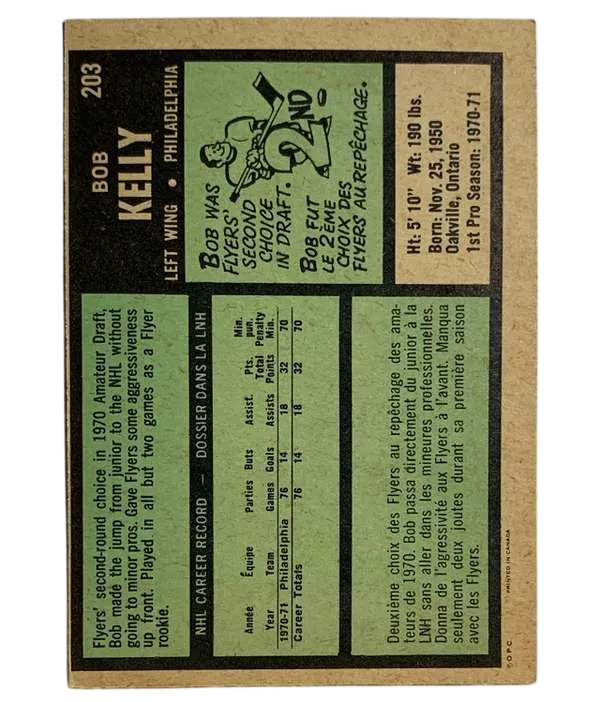 203
BOB
KELLY
LEFT WING • PHILADELPHIA
Flyers' second-round choice in 1970 Amateur Draft,
Bob made the jump from junior to the NHL without
going to minor pros. Gave Flyers some aggressiveness
up front. Played in all but two games as a Flyer
rookie.
BOB WAS
FLYERS'
SECOND
CHOICE
IN DRAFT.
2ND
BOB FUT
LE 2ÈME
CHOIX DES
FLYERS AU REPÊCHAGE.
NHL CAREER RECORD — DOSSIER DANS LA LNH
Année Équipe Parties Buts Assist. Pts. Min. pun.
Year Team Games Goals Assists Total Points Penalty Min.
1970-71 Philadelphia 76 14 18 32 70
Career Totals 76 14 18 32 70
Ht: 5' 10" Wt: 190 lbs.
Born: Nov. 25, 1950
Oakville, Ontario
1st Pro Season: 1970-71
Deuxième choix des Flyers au repêchage des ama-
teurs de 1970. Bob passa directement du junior à la
LNH sans aller dans les mineures professionnelles.
Donna de l'agressivité aux Flyers à l'avant. Manqua
seulement deux joutes durant sa première saison
avec les Flyers.
© O.P.C. PRINTED IN CANADA